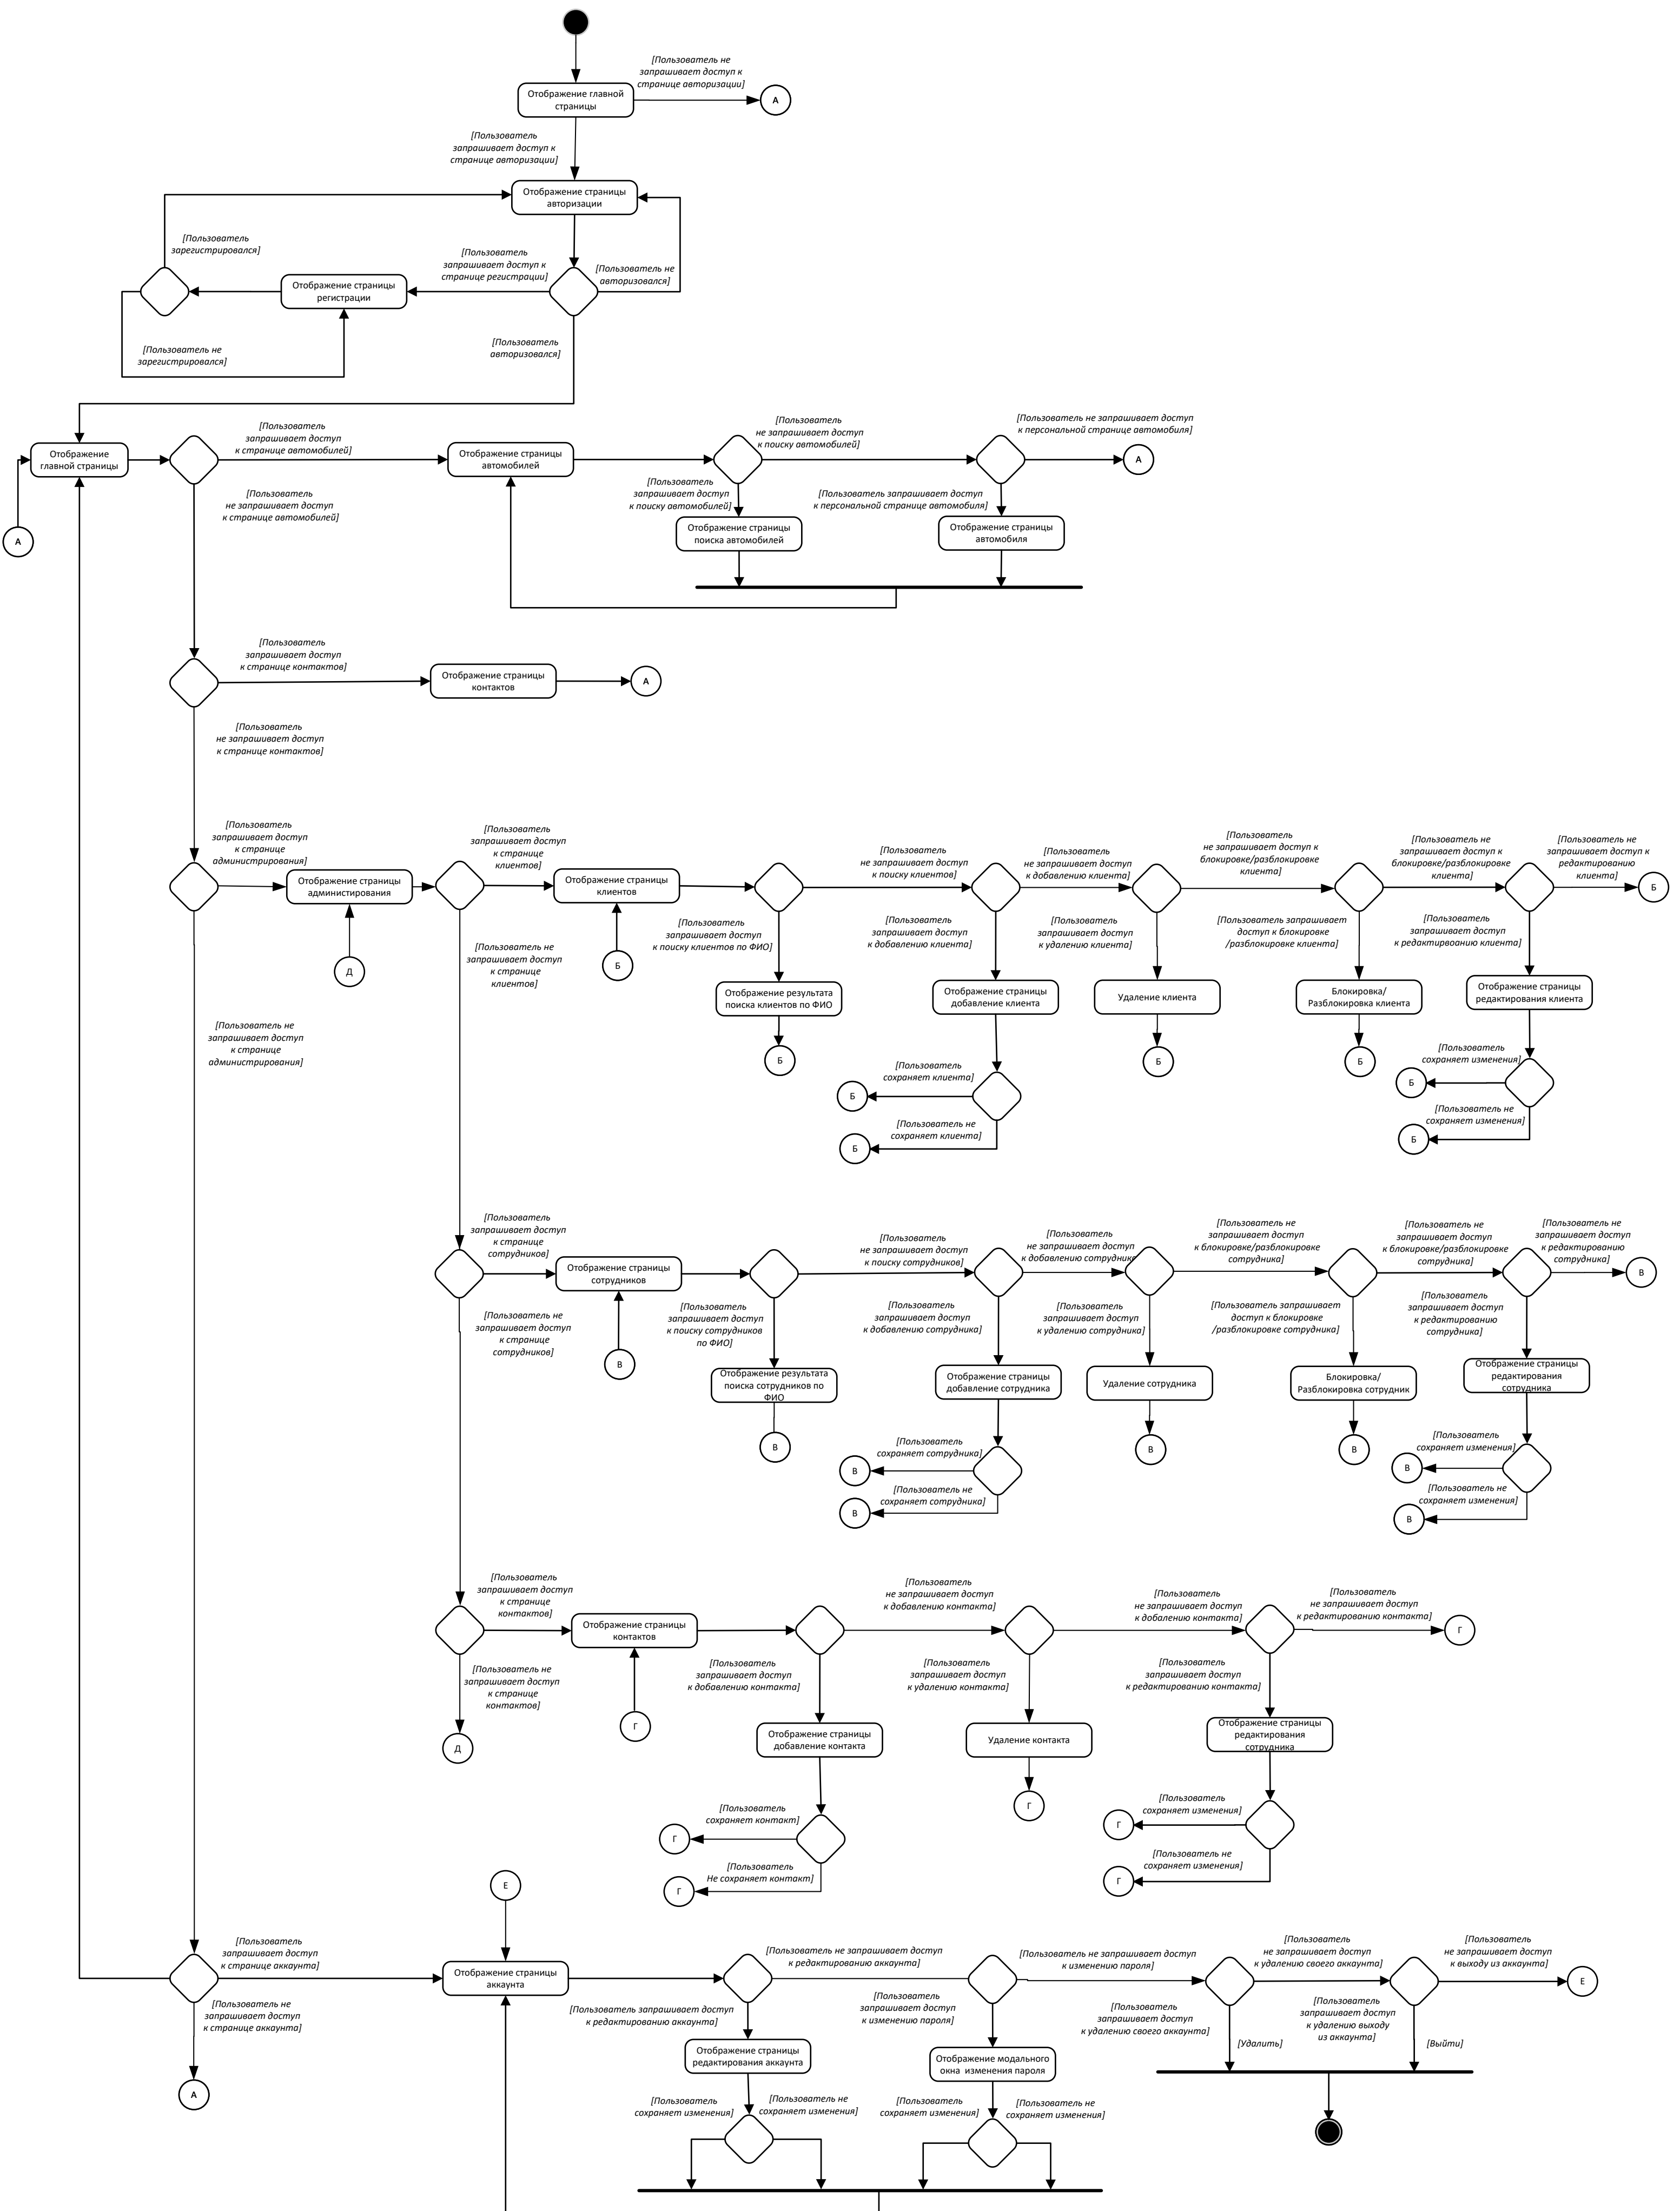 [Пользователь не
запрашивает доступ к
странице авторизации]
Отображение главной
страницы
А
[Пользователь
запрашивает доступ к
странице авторизации]
Отображение страницы
авторизации
[Пользователь
зарегистрировался]
[Пользователь
запрашивает доступ к
странице регистрации]
[Пользователь не
авторизовался]
Отображение страницы
регистрации
[Пользователь не
зарегистрировался]
[Пользователь
авторизовался]
Отображение
главной страницы
[Пользователь
запрашивает доступ
к странице автомобилей]
Отображение страницы
автомобилей
[Пользователь
не запрашивает доступ
к поиску автомобилей]
[Пользователь не запрашивает доступ
к персональной странице автомобиля]
А
[Пользователь
не запрашивает доступ
к странице автомобилей]
[Пользователь
запрашивает доступ
к поиску автомобилей]
[Пользователь запрашивает доступ
к персональной странице автомобиля]
А
Отображение страницы
поиска автомобилей
Отображение страницы
автомобиля
[Пользователь
запрашивает доступ
к странице контактов]
Отображение страницы
контактов
А
[Пользователь
не запрашивает доступ
к странице контактов]
[Пользователь
запрашивает доступ
к странице
администрирования]
Отображение страницы
администирования
[Пользователь
запрашивает доступ
к странице
клиентов]
Отображение страницы
клиентов
[Пользователь
не запрашивает доступ
к поиску клиентов]
[Пользователь
не запрашивает доступ
к добавлению клиента]
[Пользователь
не запрашивает доступ к
блокировке/разблокировке
клиента]
[Пользователь не
запрашивает доступ к
блокировке/разблокировке
клиента]
[Пользователь не
запрашивает доступ к
редактированию
клиента]
Б
Д
[Пользователь не
запрашивает доступ
к странице
клиентов]
Б
[Пользователь
запрашивает доступ
к поиску клиентов по ФИО]
[Пользователь
запрашивает доступ
к добавлению клиента]
[Пользователь
запрашивает доступ
к удалению клиента]
[Пользователь запрашивает
доступ к блокировке
/разблокировке клиента]
[Пользователь
запрашивает доступ
к редактирвоанию клиента]
Отображение результата
поиска клиентов по ФИО
Отображение страницы
добавление клиента
Удаление клиента
Блокировка/
Разблокировка клиента
Отображение страницы
редактирования клиента
[Пользователь не
запрашивает доступ
к странице
администрирования]
Б
Б
Б
[Пользователь
сохраняет клиента]
Б
[Пользователь не
сохраняет клиента]
Б
[Пользователь
сохраняет изменения]
Б
[Пользователь не
сохраняет изменения]
Б
[Пользователь
запрашивает доступ
к странице
сотрудников]
Отображение страницы
сотрудников
[Пользователь
не запрашивает доступ
к поиску сотрудников]
[Пользователь
не запрашивает доступ
к добавлению сотрудника]
[Пользователь не
запрашивает доступ
к блокировке/разблокировке
сотрудника]
[Пользователь не
запрашивает доступ
к блокировке/разблокировке
сотрудника]
[Пользователь не
запрашивает доступ
к редактированию
сотрудника]
В
[Пользователь не
запрашивает доступ
к странице
сотрудников]
В
[Пользователь
запрашивает доступ
к поиску сотрудников
по ФИО]
[Пользователь
запрашивает доступ
к добавлению сотрудника]
[Пользователь
запрашивает доступ
к удалению сотрудника]
[Пользователь запрашивает
доступ к блокировке
/разблокировке сотрудника]
[Пользователь
запрашивает доступ
к редактированию
сотрудника]
Отображение результата
поиска сотрудников по
ФИО
Отображение страницы
добавление сотрудника
Удаление сотрудника
Блокировка/
Разблокировка сотрудник
Отображение страницы
редактирования
сотрудника
В
В
В
[Пользователь
сохраняет сотрудника]
В
[Пользователь не
сохраняет сотрудника]
В
[Пользователь
сохраняет изменения]
В
[Пользователь не
сохраняет изменения]
В
[Пользователь
запрашивает доступ
к странице
контактов]
Отображение страницы
контактов
[Пользователь
не запрашивает доступ
к добавлению контакта]
[Пользователь
не запрашивает доступ
к добалению контакта]
[Пользователь
не запрашивает доступ
к редактированию контакта]
Г
[Пользователь не
запрашивает доступ
к странице
контактов]
Д
Г
[Пользователь
запрашивает доступ
к добавлению контакта]
[Пользователь
запрашивает доступ
к удалению контакта]
[Пользователь
запрашивает доступ
к редактированию контакта]
Отображение страницы
добавление контакта
Удаление контакта
Отображение страницы
редактирования
сотрудника
Г
[Пользователь
сохраняет контакт]
Г
[Пользователь
Не сохраняет контакт]
Г
[Пользователь
сохраняет изменения]
Г
[Пользователь не
сохраняет изменения]
Г
Е
[Пользователь
запрашивает доступ
к странице аккаунта]
Отображение страницы
аккаунта
[Пользователь не запрашивает доступ
к редактированию аккаунта]
[Пользователь не запрашивает доступ
к изменению пароля]
[Пользователь
не запрашивает доступ
к удалению своего аккаунта]
[Пользователь
не запрашивает доступ
к выходу из аккаунта]
Е
[Пользователь не
запрашивает доступ
к странице аккаунта]
А
[Пользователь запрашивает доступ
к редактированию аккаунта]
[Пользователь
запрашивает доступ
к изменению пароля]
[Пользователь
запрашивает доступ
к удалению своего аккаунта]
[Удалить]
[Пользователь
запрашивает доступ
к удалению выходу
из аккаунта]
[Выйти]
Отображение страницы
редактирования аккаунта
Отображение модального
окна изменения пароля
[Пользователь
сохраняет изменения]
[Пользователь не
сохраняет изменения]
[Пользователь
сохраняет изменения]
[Пользователь не
сохраняет изменения]